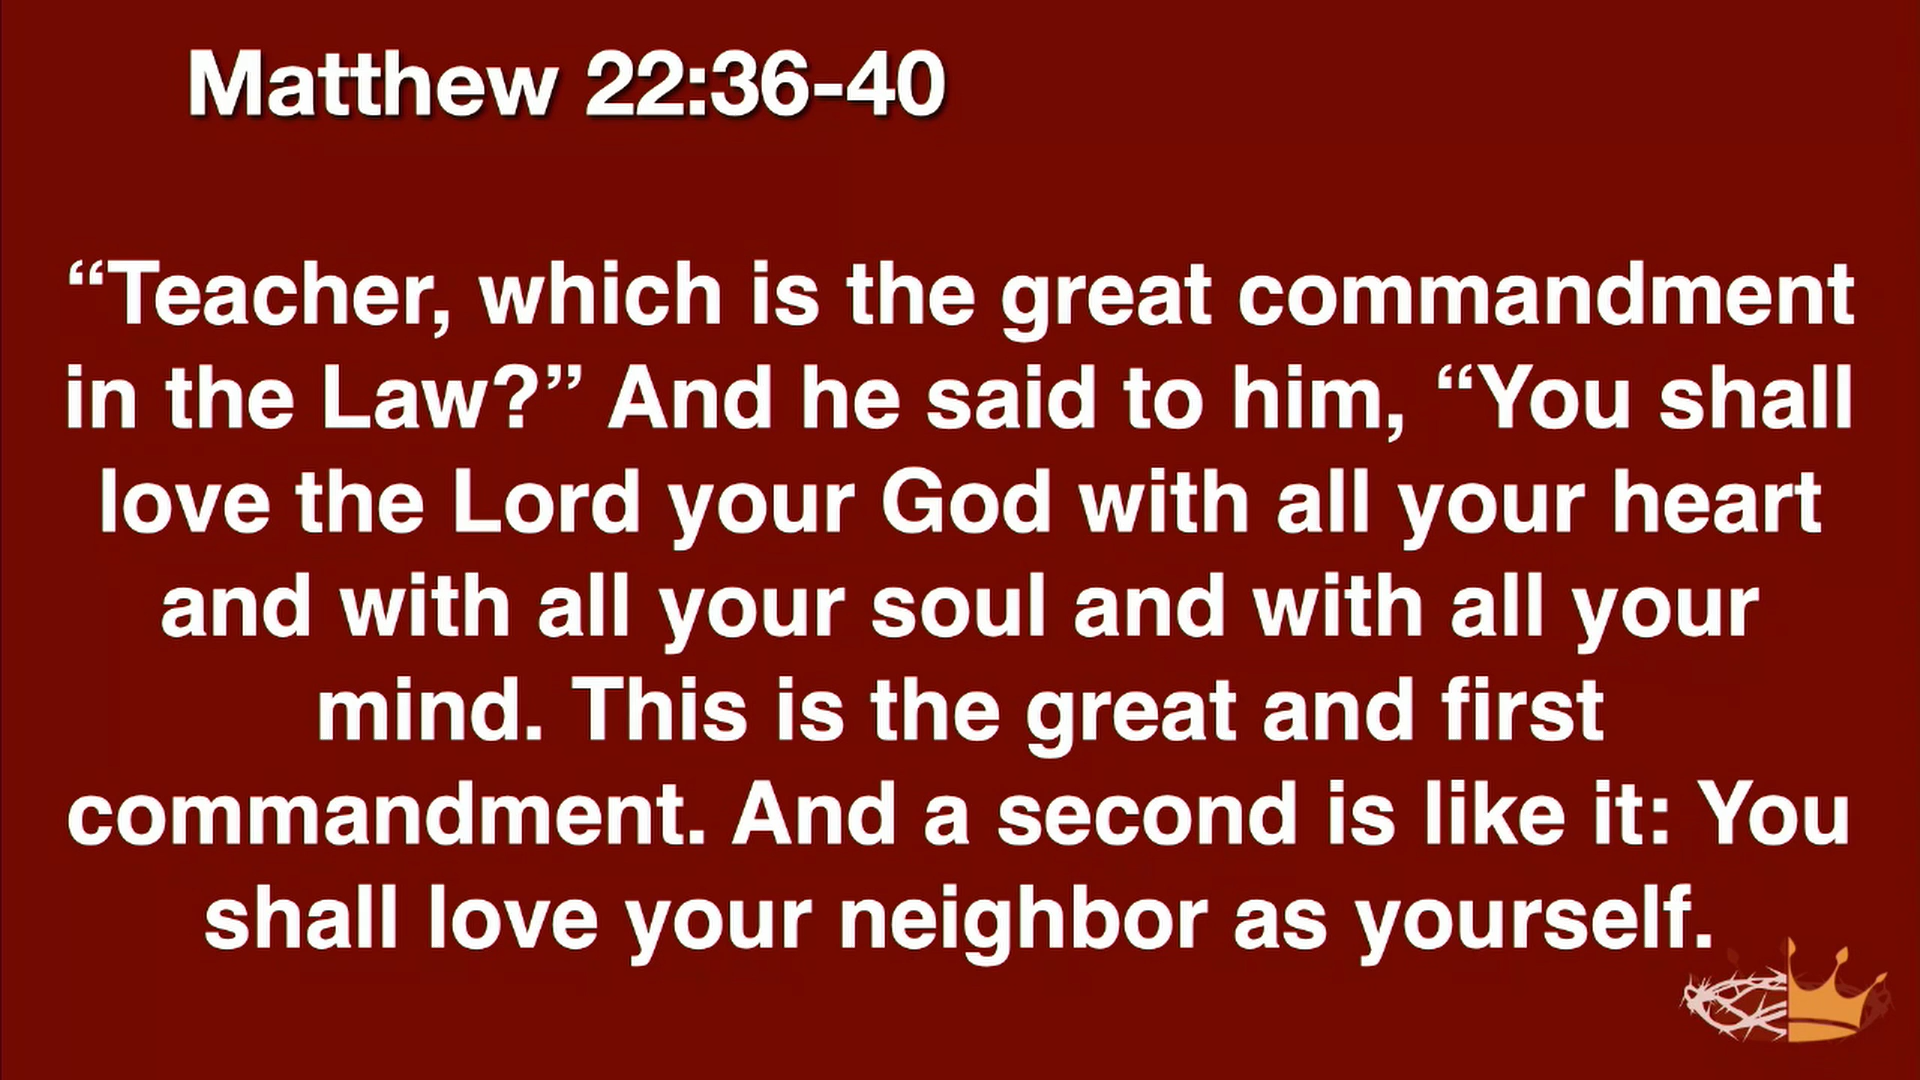 Matthew 22:36-40
“Teacher, which is the great commandment
in the Law?” And he said to him, “You shall
love the Lord your God with all your heart
and with all your soul and with all your
mind. This is the great and first
commandment. And a second is like it: You
shall love your neighbor as yourself.